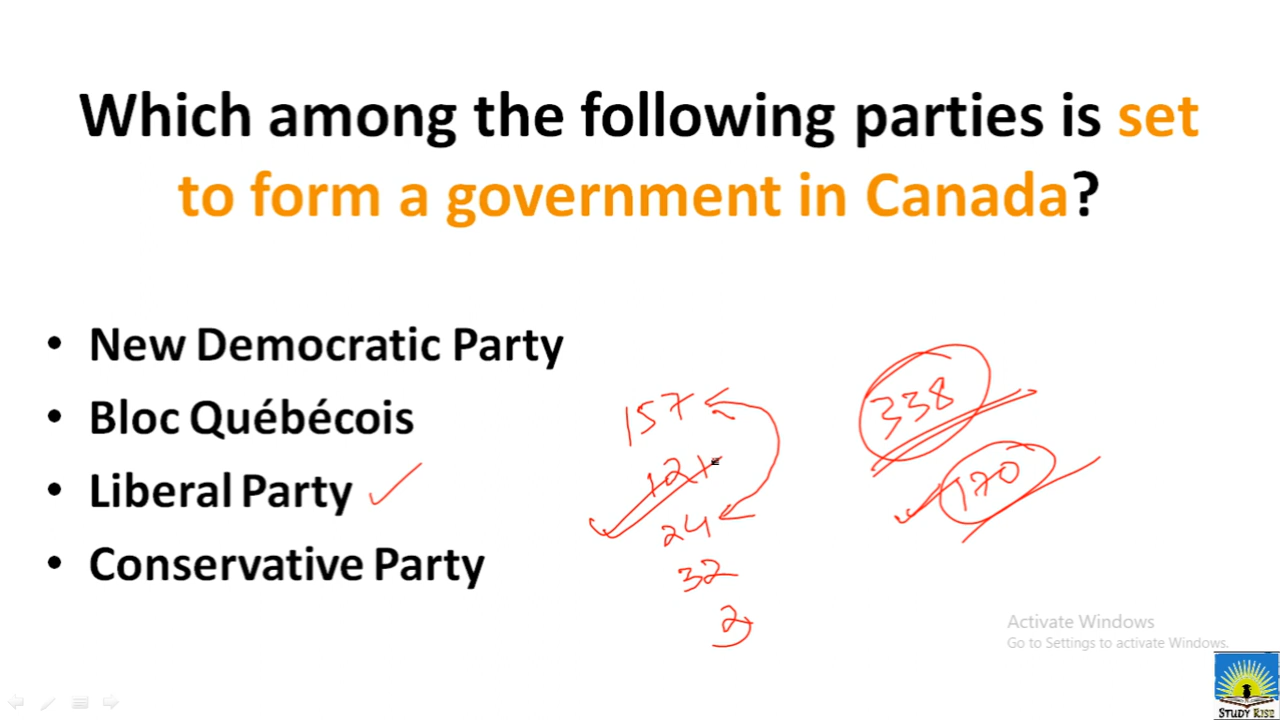 Which among the following parties is set
to form a government in Canada?
• New Democratic Party
• Bloc Québécois
• Liberal Party
• Conservative Party
157
121
24
32
3
338
170
Activate Windows
Go to Settings to activate Windows.
STUDY RISE